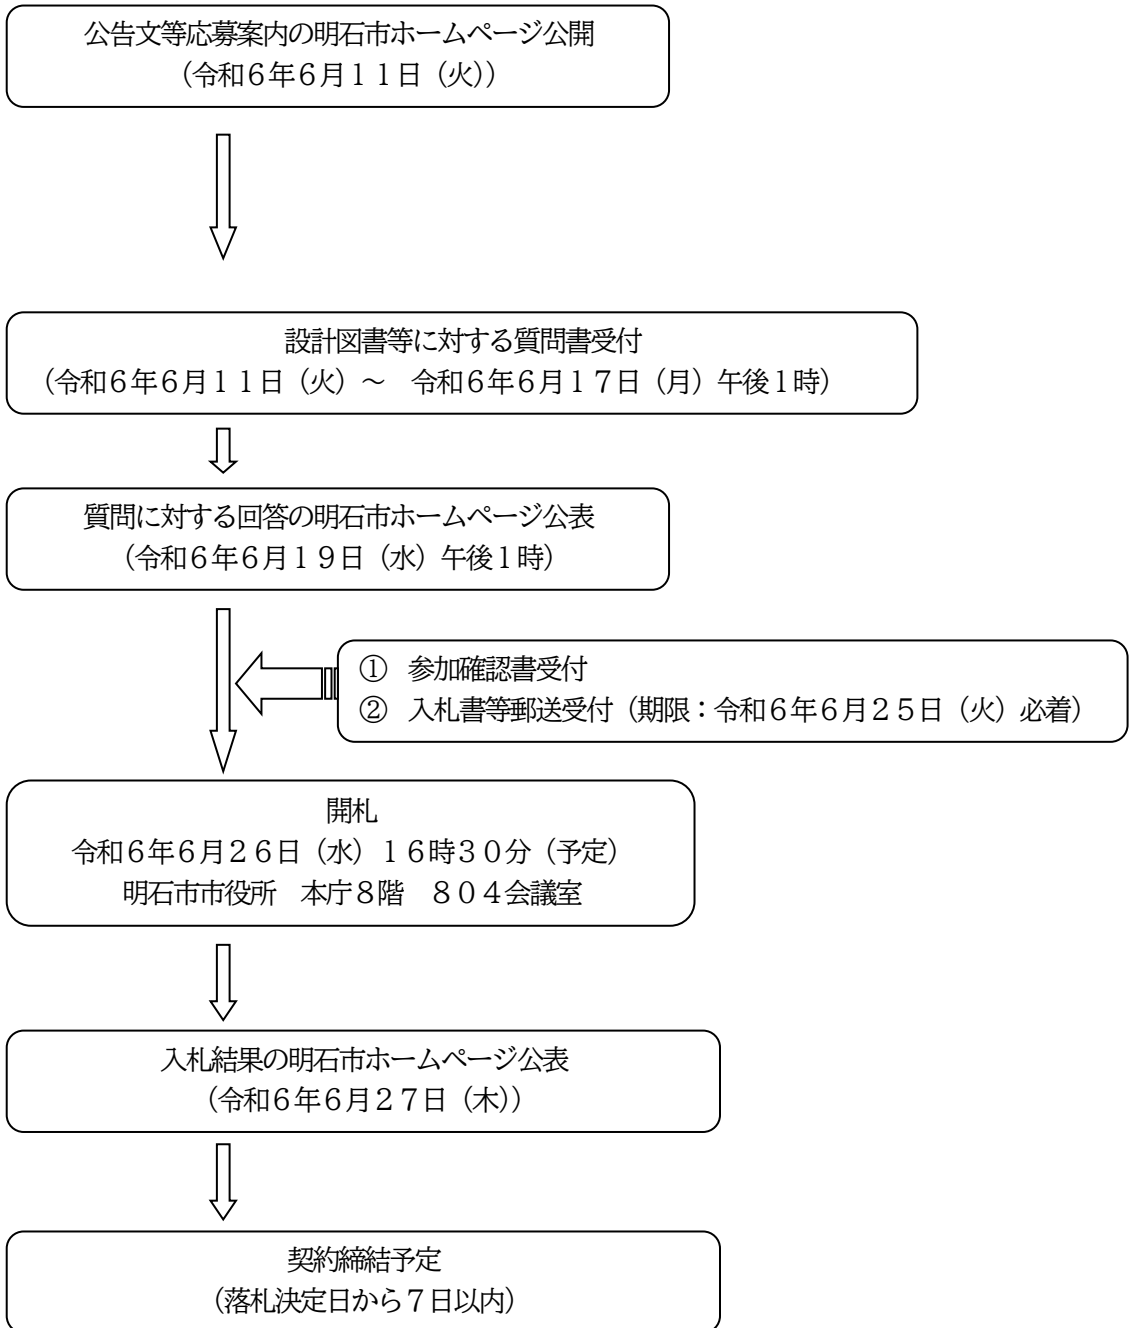 公告文等応募案内の明石市ホームページ公開
（令和６年６月１１日（火））
設計図書等に対する質問書受付
（令和６年６月１１日（火）～　令和６年６月１７日（月）午後１時）
質問に対する回答の明石市ホームページ公表
（令和６年６月１９日（水）午後１時）
①　参加確認書受付
②　入札書等郵送受付（期限：令和６年６月２５日（火）必着）
開札
令和６年６月２６日（水）１６時３０分（予定）
明石市市役所　本庁８階　８０４会議室
入札結果の明石市ホームページ公表
（令和６年６月２７日（木））
契約締結予定
（落札決定日から７日以内）